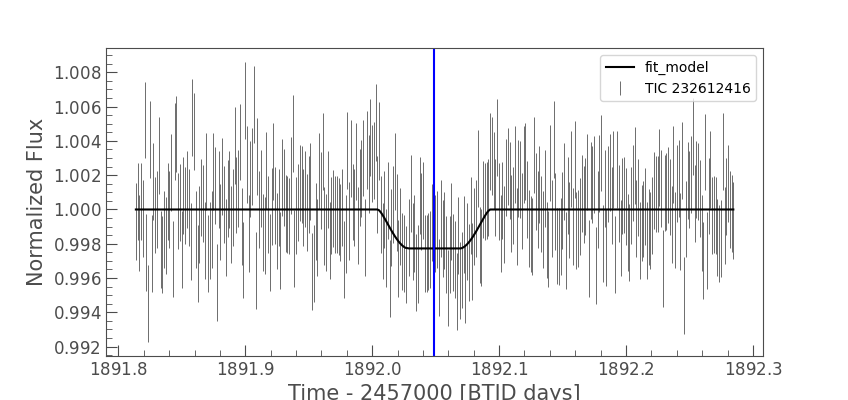 fit_model
TIC 232612416
1.008
1.006
1.004
1.002
1.000
0.998
0.996
0.994
0.992
Normalized Flux
1891.8 1891.9 1892.0 1892.1 1892.2 1892.3
Time - 2457000 [BTJD days]